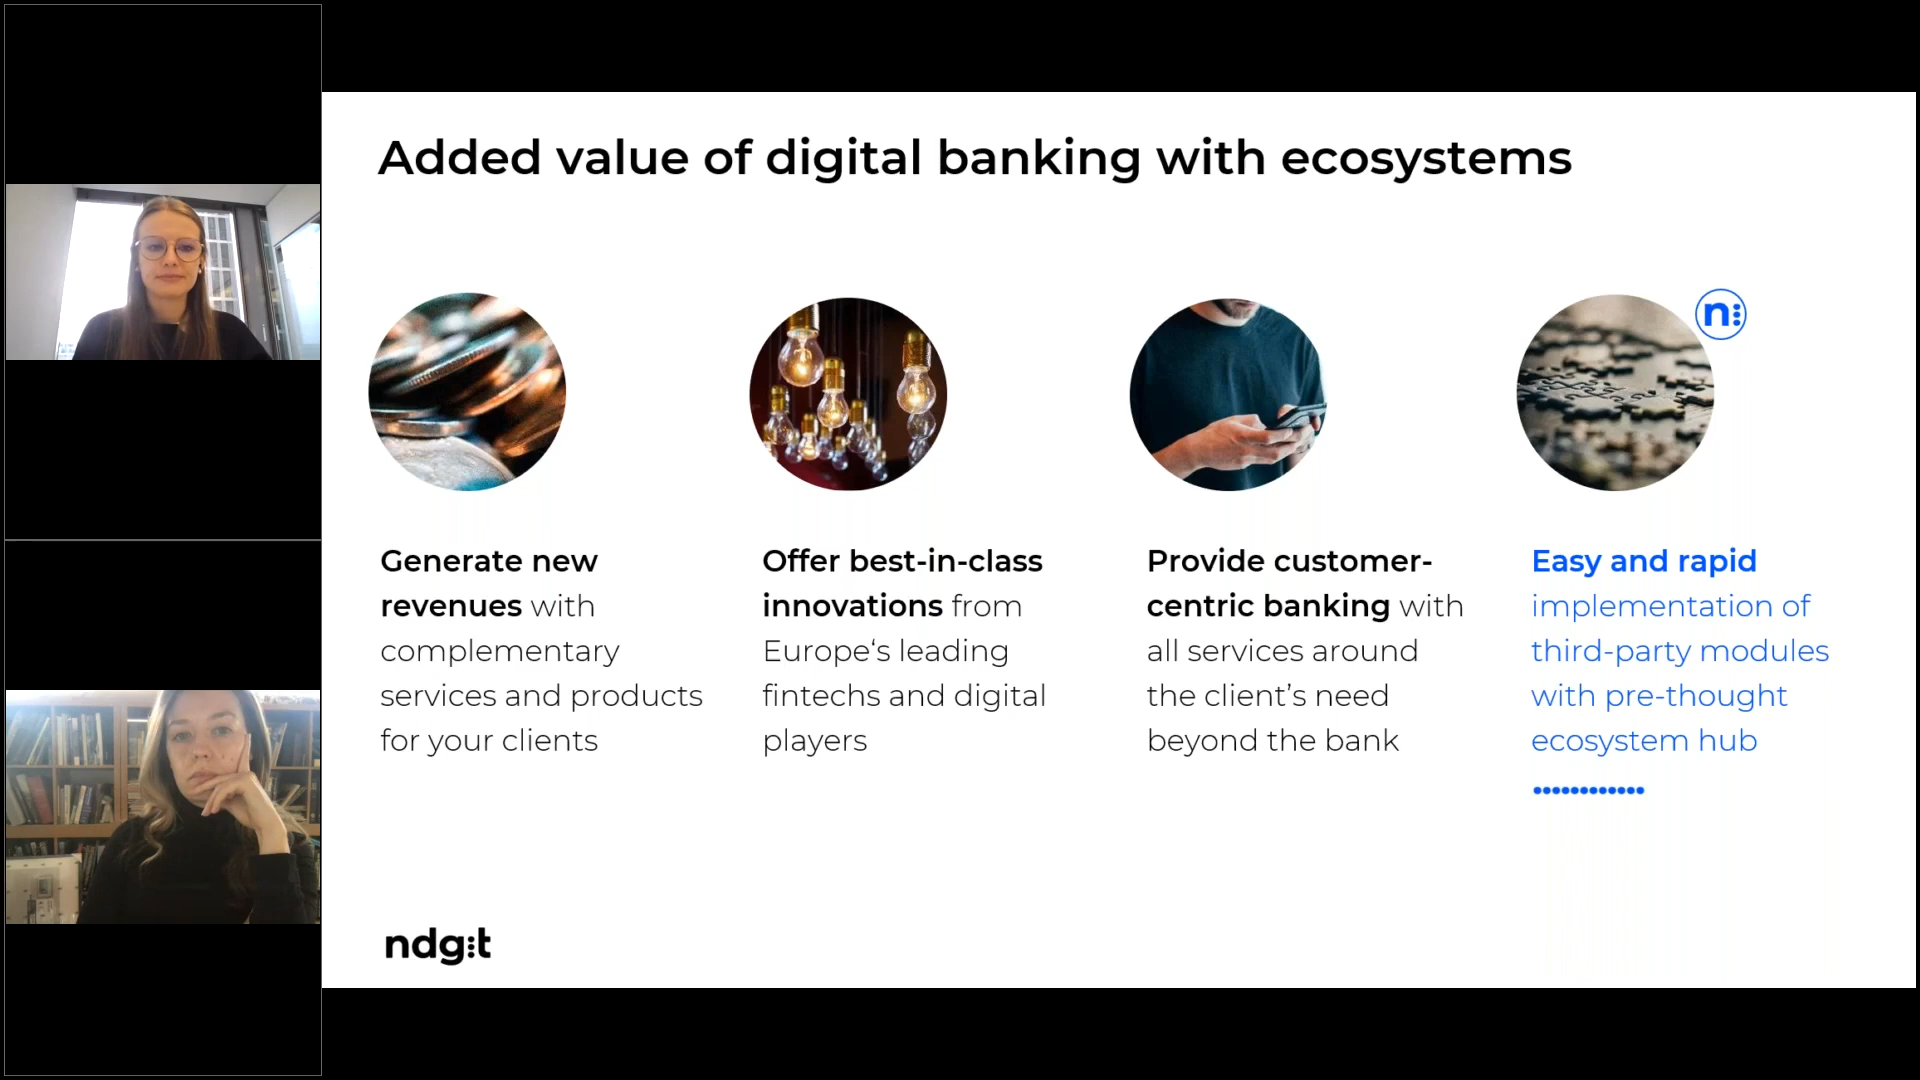 Added value of digital banking with ecosystems
n:
Generate new
revenues with
complementary
services and products
for your clients
Offer best-in-class
innovations from
Europe‘s leading
fintechs and digital
players
Provide customer-
centric banking with
all services around
the client’s need
beyond the bank
Easy and rapid
implementation of
third-party modules
with pre-thought
ecosystem hub
ndgit